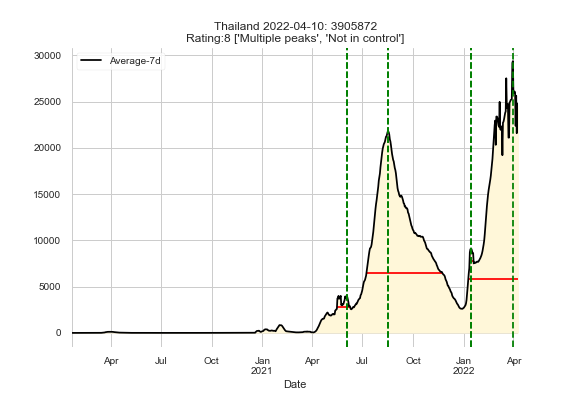 Thailand 2022-04-10: 3905872
Rating:8 ['Multiple peaks', 'Not in control']
Average-7d
30000
25000
20000
15000
10000
5000
0
Apr Jul Oct Jan Apr Jul Oct Jan Apr
2021 2022
Date